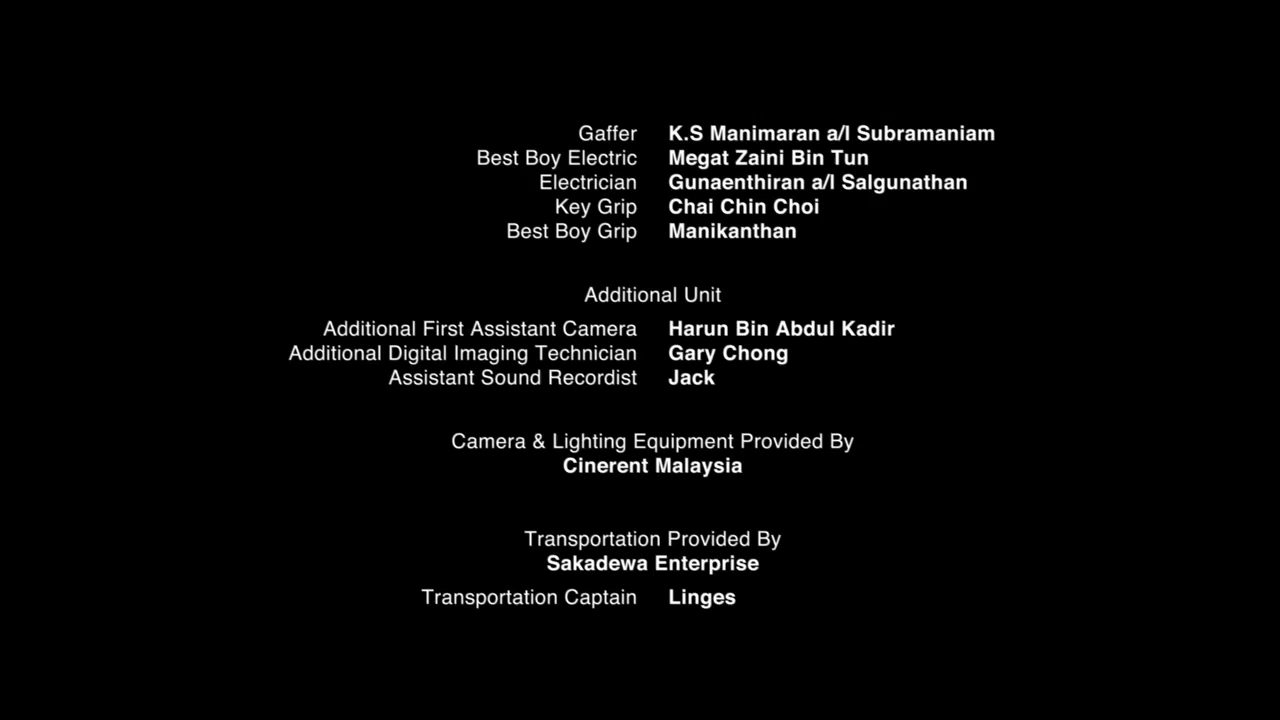 Gaffer K.S Manimaran a/l Subramaniam
Best Boy Electric Megat Zaini Bin Tun
Electrician Gunaenthiran a/l Salgunathan
Key Grip Chai Chin Choi
Best Boy Grip Manikanthan
Additional Unit
Additional First Assistant Camera Harun Bin Abdul Kadir
Additional Digital Imaging Technician Gary Chong
Assistant Sound Recordist Jack
Camera & Lighting Equipment Provided By
Cinerent Malaysia
Transportation Provided By
Sakadewa Enterprise
Transportation Captain Linges